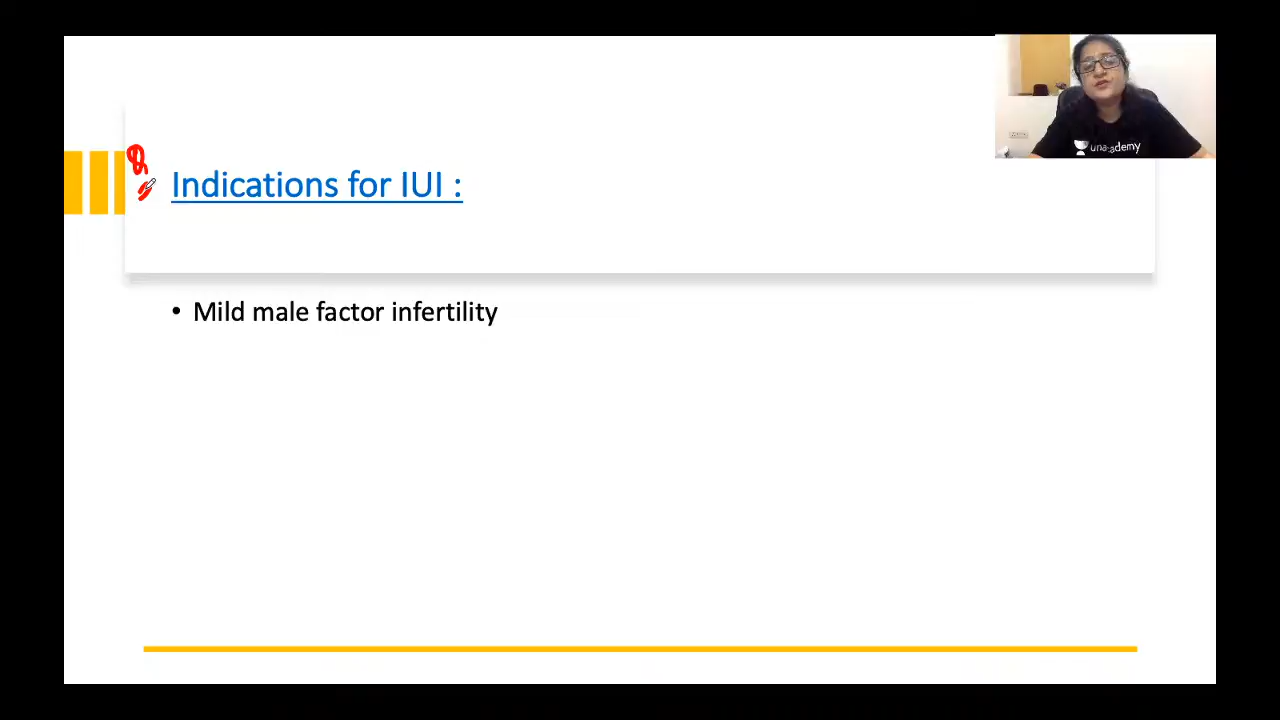 unacademy
Indications for IUI :
• Mild male factor infertility